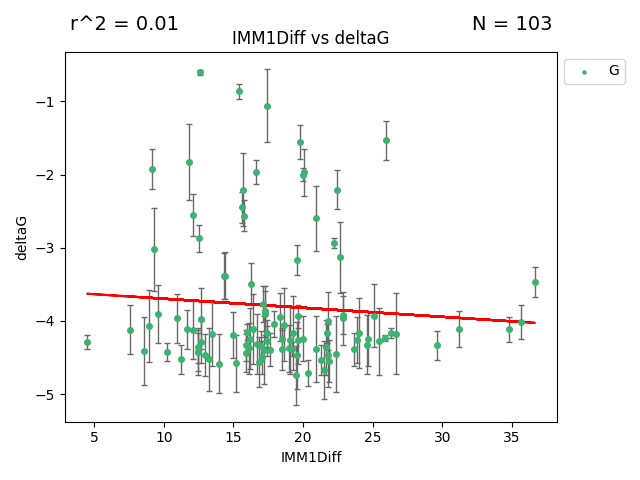 r^2 = 0.01
N = 103
IMM1Diff vs deltaG
G
−1
−2
−3
−4
−5
deltaG
5 10 15 20 25 30 35
IMM1Diff